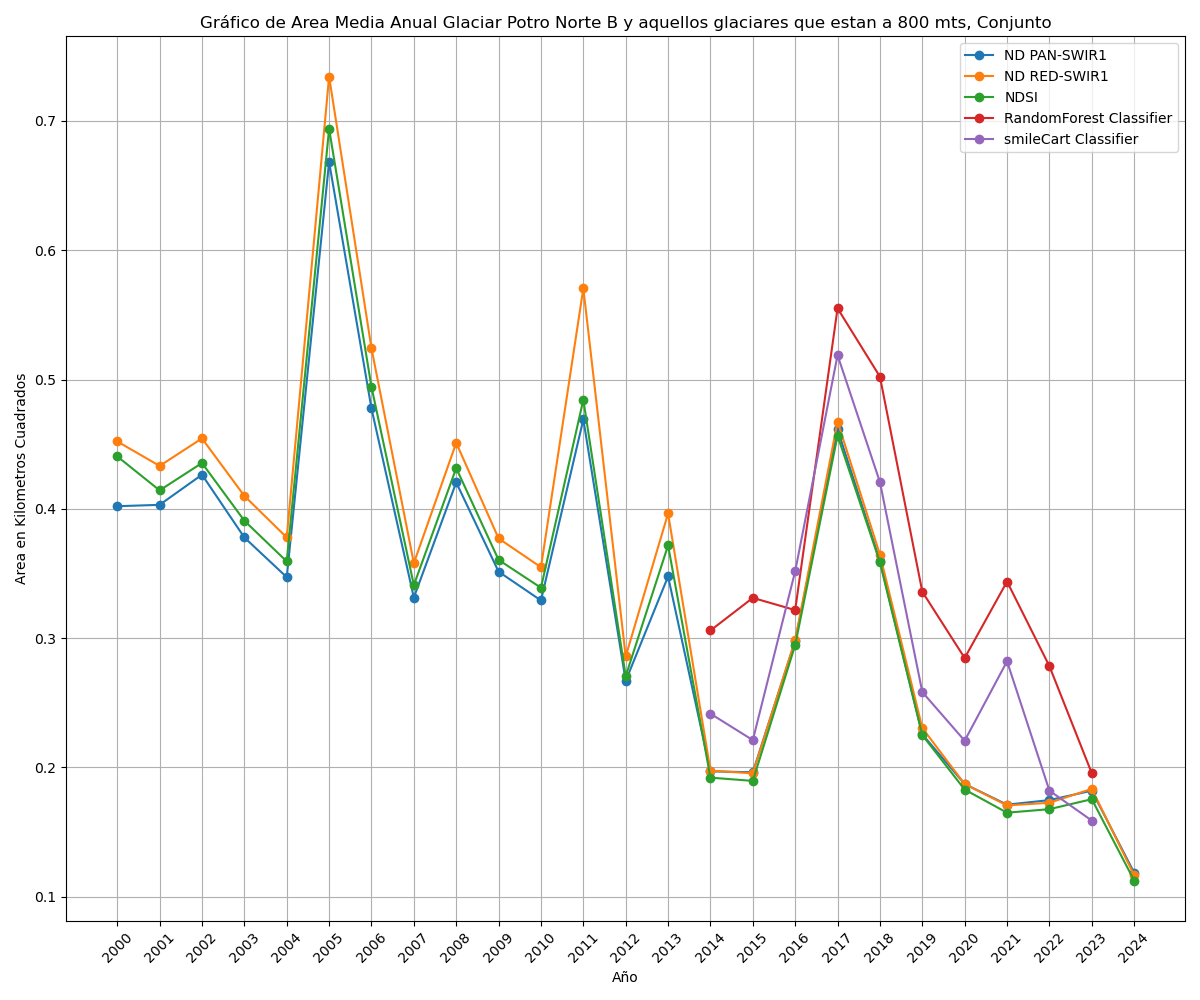 Gráfico de Area Media Anual Glaciar Potro Norte B y aquellos glaciares que estan a 800 mts, Conjunto
ND PAN-SWIR1
ND RED-SWIR1
NDSI
RandomForest Classifier
smileCart Classifier
Area en Kilometros Cuadrados
0.7
0.6
0.5
0.4
0.3
0.2
0.1
2000 2001 2002 2003 2004 2005 2006 2007 2008 2009 2010 2011 2012 2013 2014 2015 2016 2017 2018 2019 2020 2021 2022 2023 2024
Año